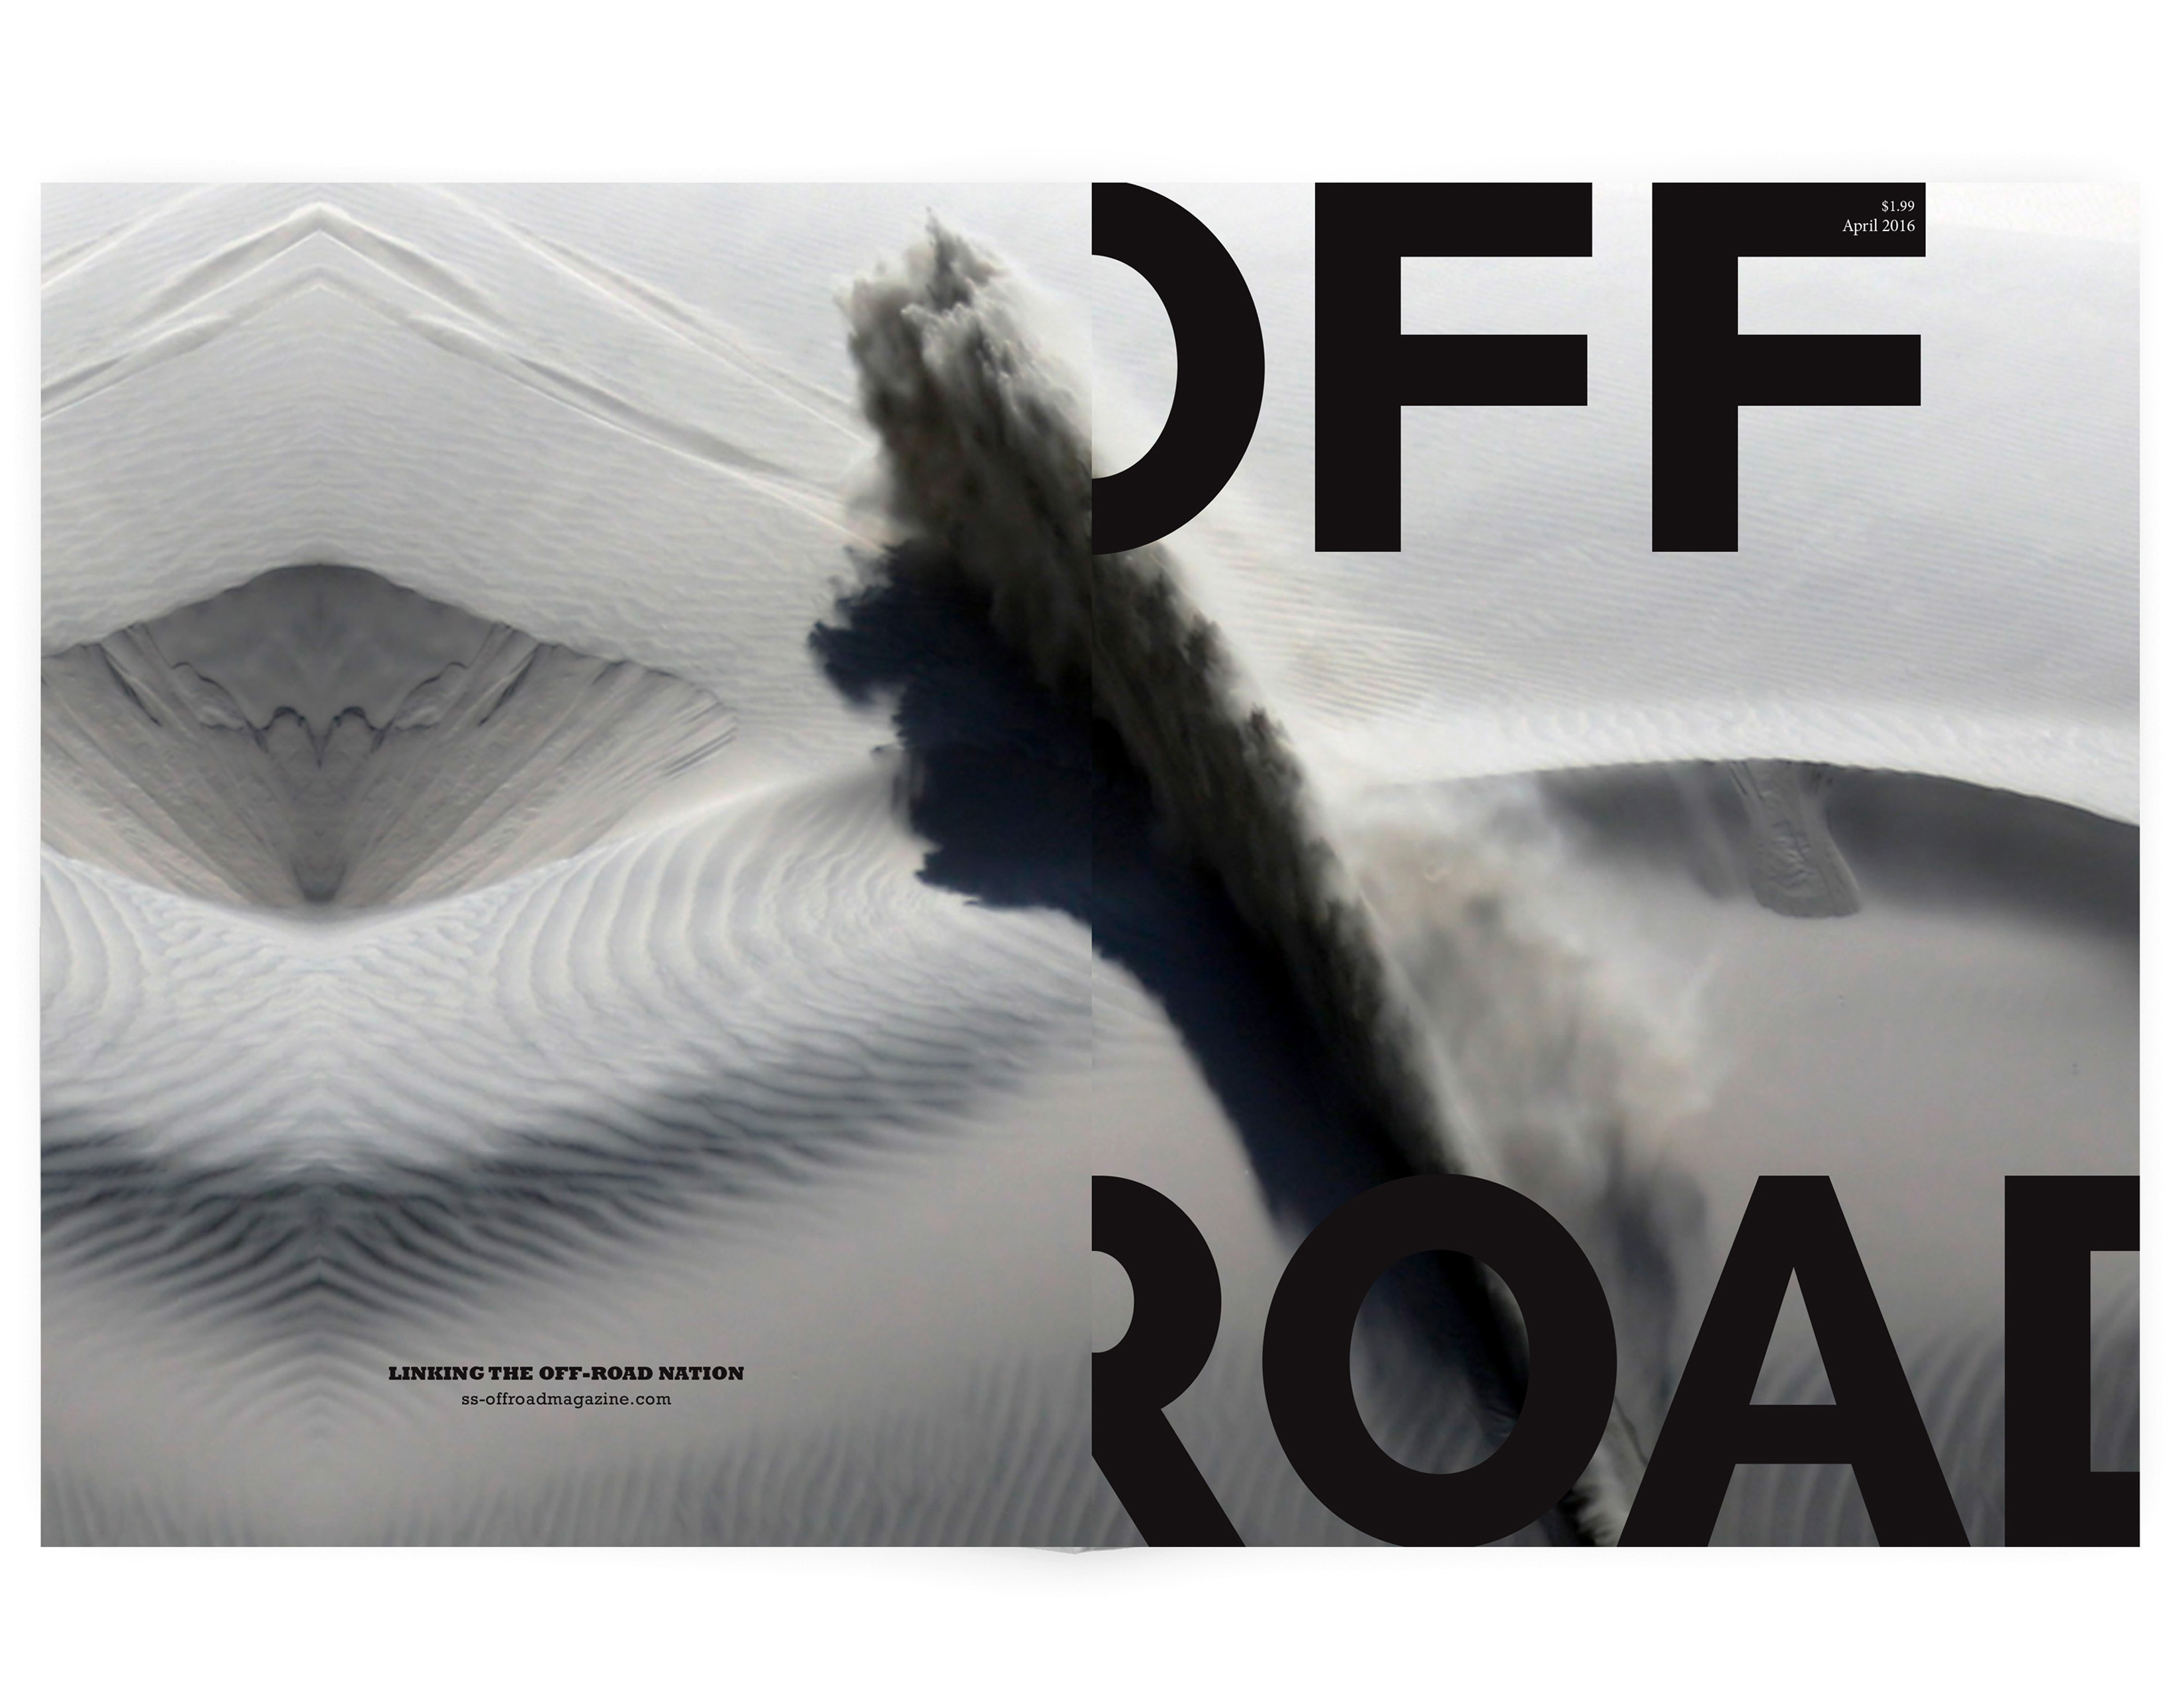 LINKING THE OFF-ROAD NATION
ss-offroadmagazine.com
OFF
$1.99
April 2016
ROAD